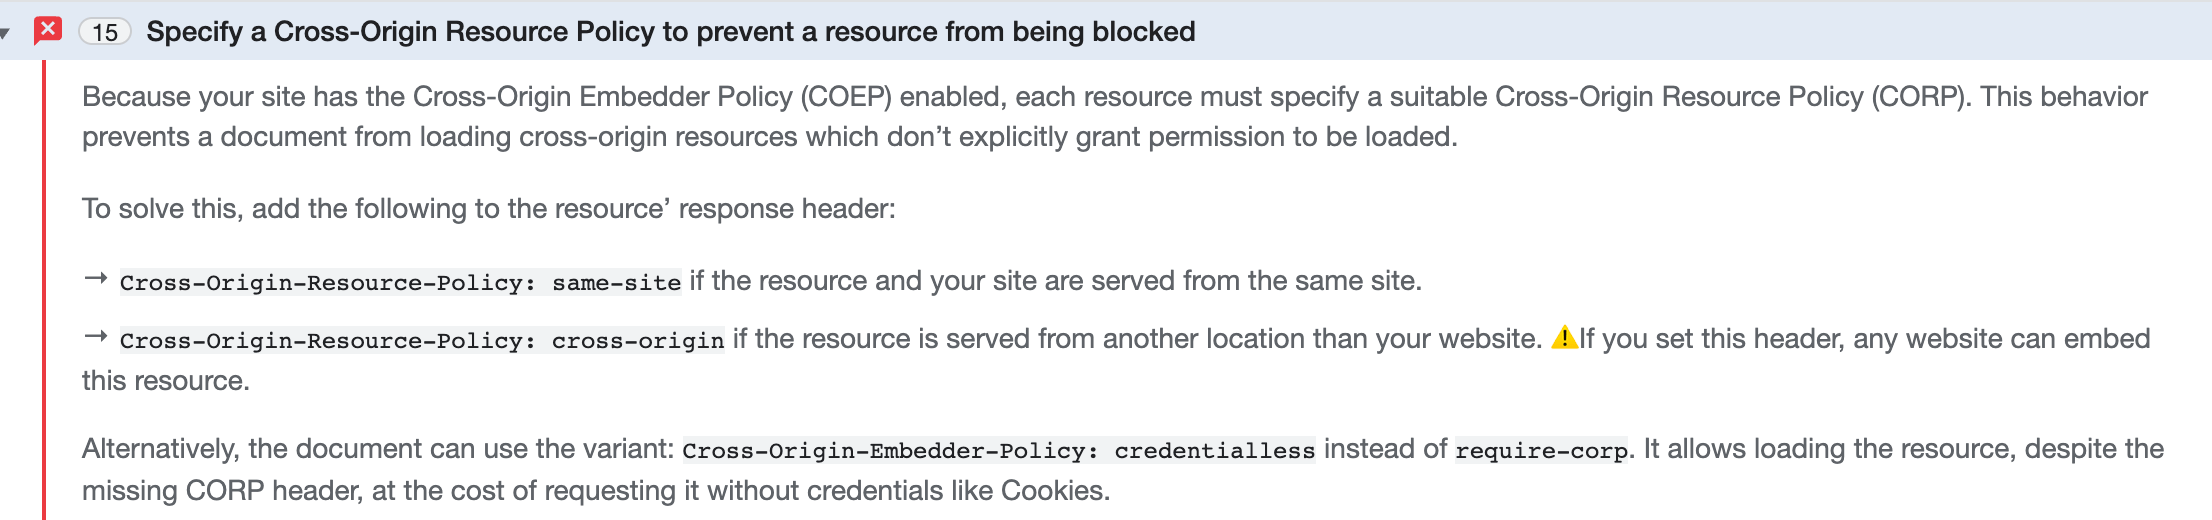 15 Specify a Cross-Origin Resource Policy to prevent a resource from being blocked
Because your site has the Cross-Origin Embedder Policy (COEP) enabled, each resource must specify a suitable Cross-Origin Resource Policy (CORP). This behavior
prevents a document from loading cross-origin resources which don’t explicitly grant permission to be loaded.
To solve this, add the following to the resource’ response header:
→ Cross-Origin-Resource-Policy: same-site if the resource and your site are served from the same site.
→ Cross-Origin-Resource-Policy: cross-origin if the resource is served from another location than your website. ⚠️If you set this header, any website can embed
this resource.
Alternatively, the document can use the variant: Cross-Origin-Embedder-Policy: credentialless instead of require-corp. It allows loading the resource, despite the
missing CORP header, at the cost of requesting it without credentials like Cookies.